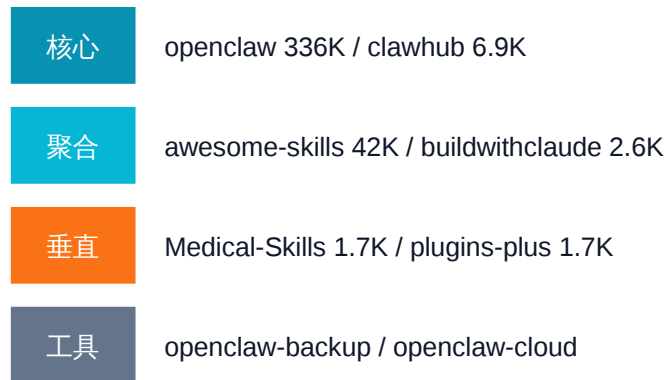 核心 openclaw 336K / clawhub 6.9K
聚合 awesome-skills 42K / buildwithclaude 2.6K
垂直 Medical-Skills 1.7K / plugins-plus 1.7K
工具 openclaw-backup / openclaw-cloud